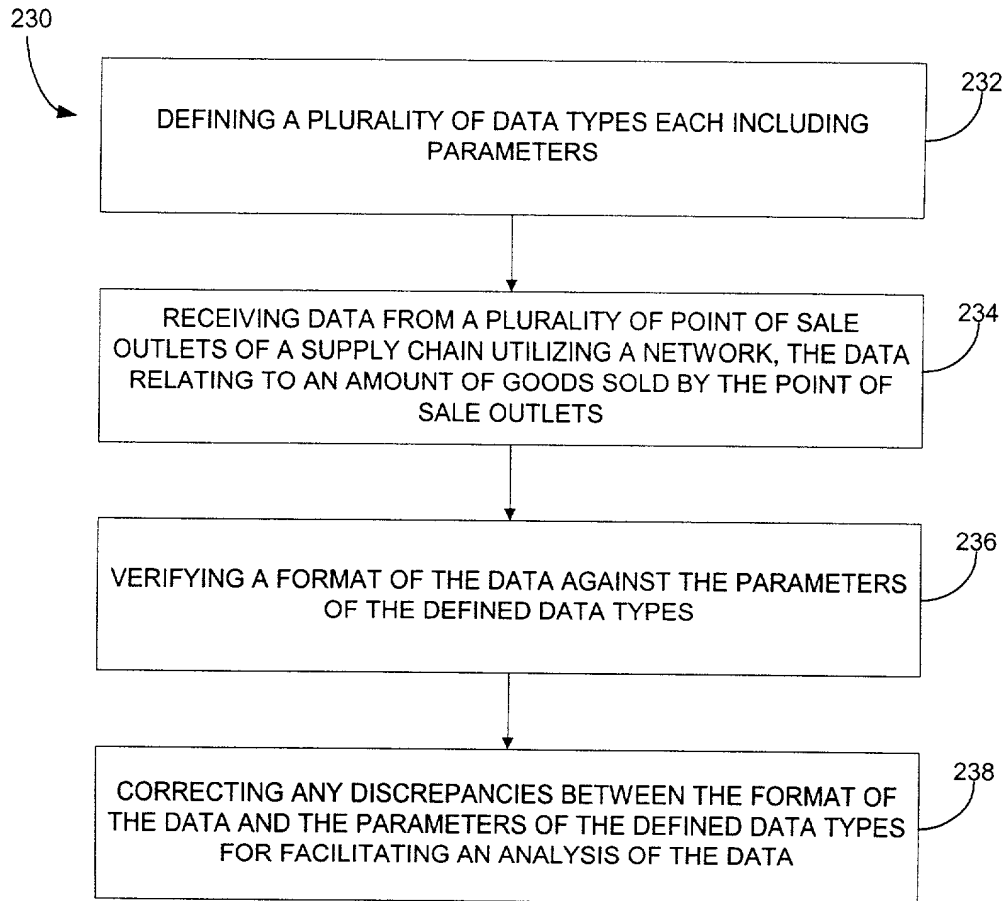 230
232
DEFINING A PLURALITY OF DATA TYPES EACH INCLUDING
PARAMETERS
234
RECEIVING DATA FROM A PLURALITY OF POINT OF SALE
OUTLETS OF A SUPPLY CHAIN UTILIZING A NETWORK, THE DATA
RELATING TO AN AMOUNT OF GOODS SOLD BY THE POINT OF
SALE OUTLETS
236
VERIFYING A FORMAT OF THE DATA AGAINST THE PARAMETERS
OF THE DEFINED DATA TYPES
238
CORRECTING ANY DISCREPANCIES BETWEEN THE FORMAT OF
THE DATA AND THE PARAMETERS OF THE DEFINED DATA TYPES
FOR FACILITATING AN ANALYSIS OF THE DATA